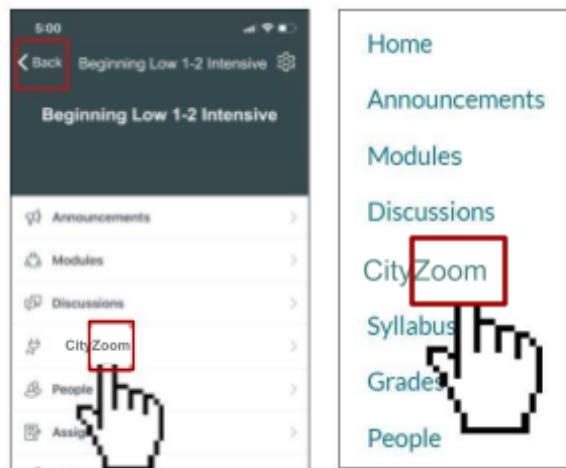 5:00
Back Beginning Low 1-2 Intensive
Beginning Low 1-2 Intensive
Announcements
Modules
Discussions
CityZoom
People
Assig
Home
Announcements
Modules
Discussions
CityZoom
Syllabus
Grades
People